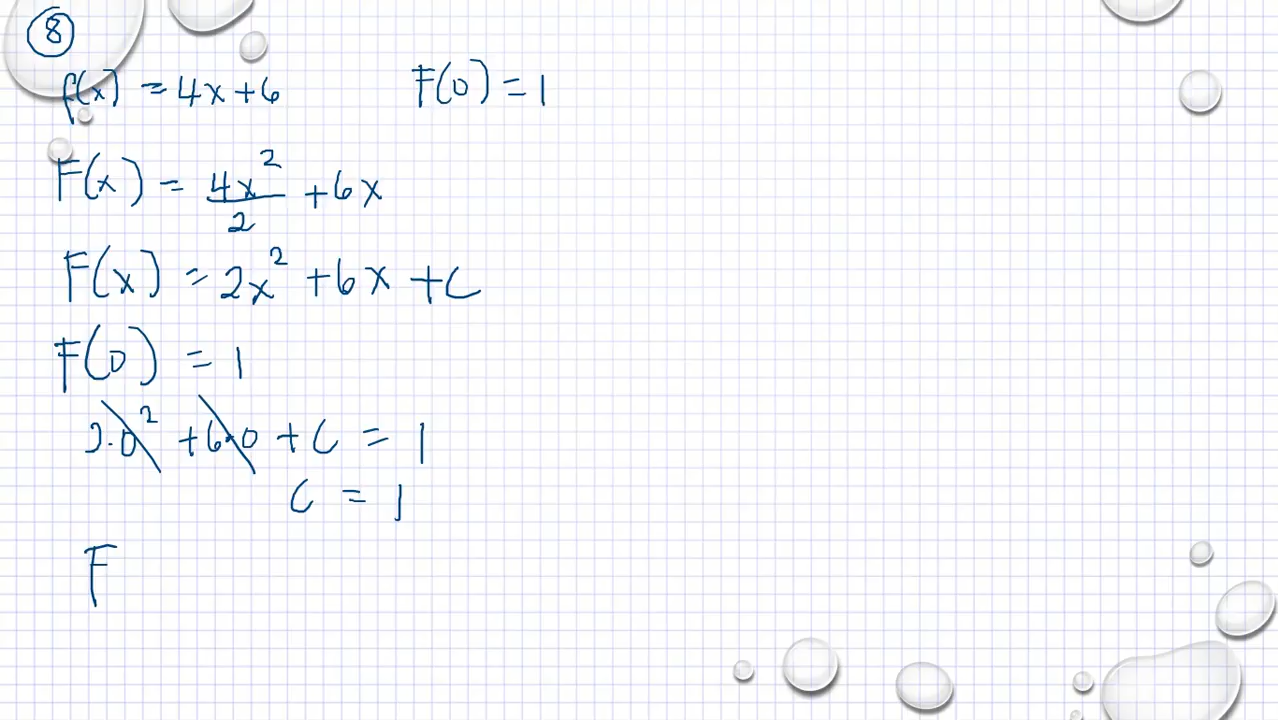 8
f(x) = 4x+6 F(0) = 1
F(x) = 4x²/2 + 6x
F(x) = 2x² + 6x + C
F(0) = 1
2·0² + 6·0 + C = 1
C = 1
F